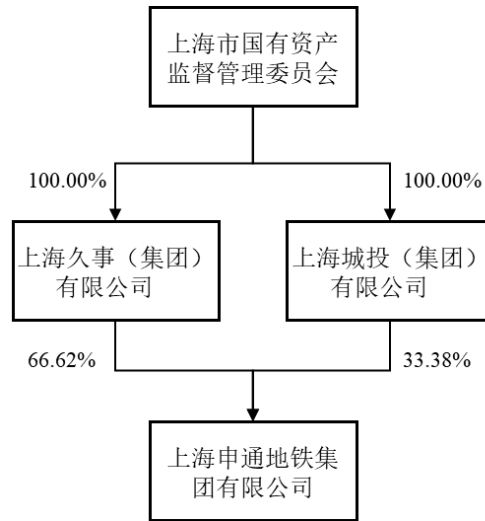 上海市国有资产
监督管理委员会
100.00%
100.00%
上海久事（集团）
有限公司
上海城投（集团）
有限公司
66.62%
33.38%
上海申通地铁集
团有限公司